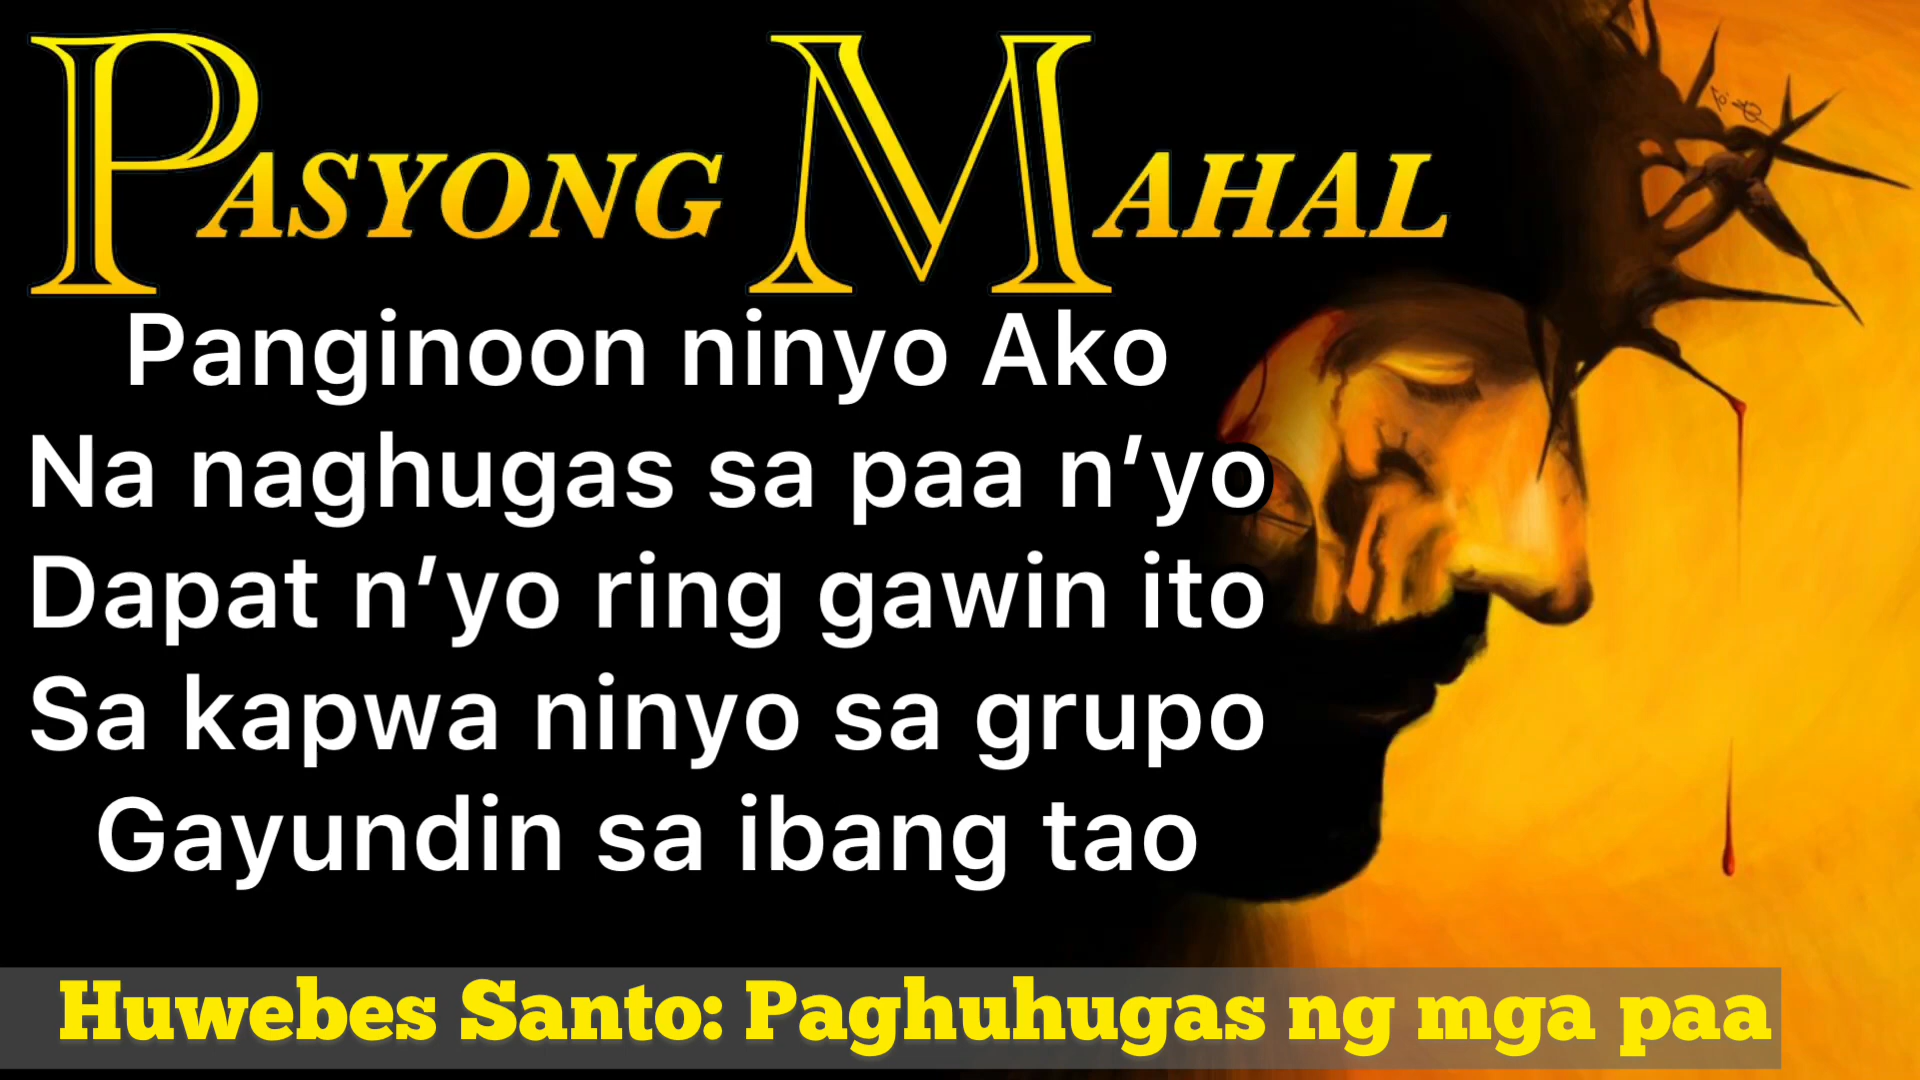 PASYONG MAHAL
Panginoon ninyo Ako
Na naghugas sa paa n’yo
Dapat n’yo ring gawin ito
Sa kapwa ninyo sa grupo
Gayundin sa ibang tao
Huwebes Santo: Paghuhugas ng mga paa